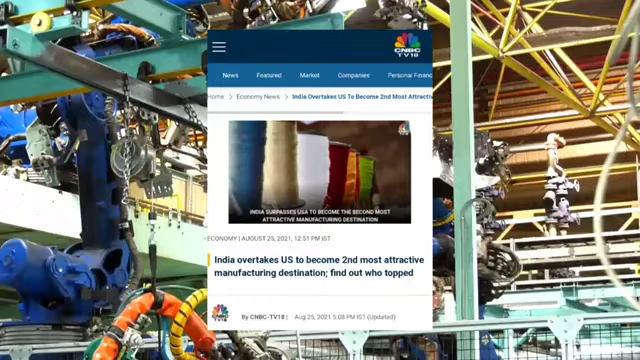 CNBC
TV18
News Featured Market Companies Personal Financ
Home > Economy News > India Overtakes US To Become 2nd Most Attractiv
INDIA SURPASSES USA TO BECOME THE SECOND MOST
ATTRACTIVE MANUFACTURING DESTINATION
ECONOMY | AUGUST 25, 2021, 12:51 PM IST
India overtakes US to become 2nd most attractive
manufacturing destination; find out who topped
CNBC
TV18
By CNBC-TV18 | Aug 25, 2021 5:08 PM IST (Updated)